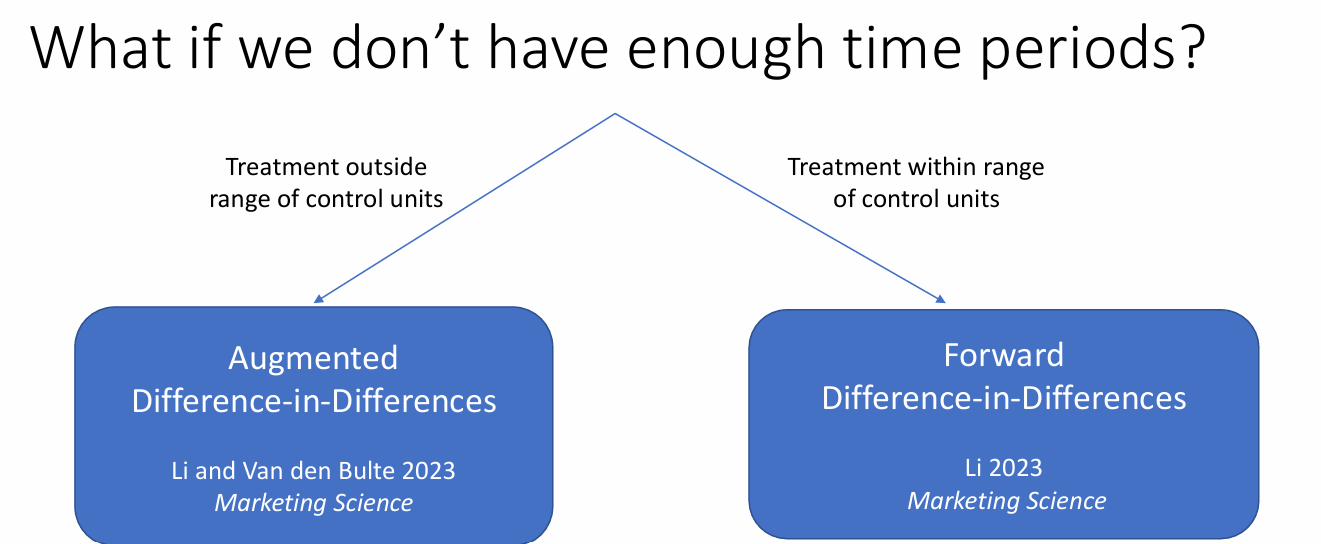 What if we don’t have enough time periods?
Treatment outside
range of control units
Treatment within range
of control units
Augmented
Difference-in-Differences
Li and Van den Bulte 2023
Marketing Science
Forward
Difference-in-Differences
Li 2023
Marketing Science